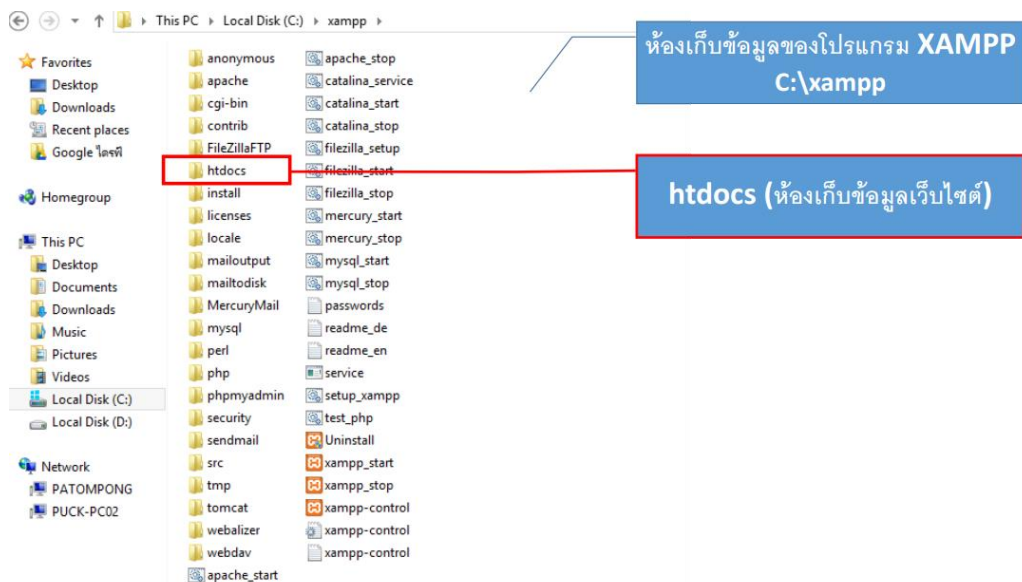 This PC › Local Disk (C:) › xampp ›
ห้องเก็บข้อมูลของโปรแกรม XAMPP
C:\xampp
htdocs (ห้องเก็บข้อมูลเว็บไซต์)
Favorites
Desktop
Downloads
Recent places
Google ไดรฟ์
Homegroup
This PC
Desktop
Documents
Downloads
Music
Pictures
Videos
Local Disk (C:)
Local Disk (D:)
Network
PATOMPONG
PUCK-PC02
anonymous
apache
cgi-bin
contrib
FileZillaFTP
htdocs
install
licenses
locale
mailoutput
mailtodisk
MercuryMail
mysql
perl
php
phpmyadmin
security
sendmail
src
tmp
tomcat
webalizer
webdav
apache_start
apache_stop
catalina_service
catalina_start
catalina_stop
filezilla_setup
filezilla_start
filezilla_stop
mercury_start
mercury_stop
mysql_start
mysql_stop
passwords
readme_de
readme_en
service
setup_xampp
test_php
Uninstall
xampp_start
xampp_stop
xampp-control
xampp-control
xampp-control